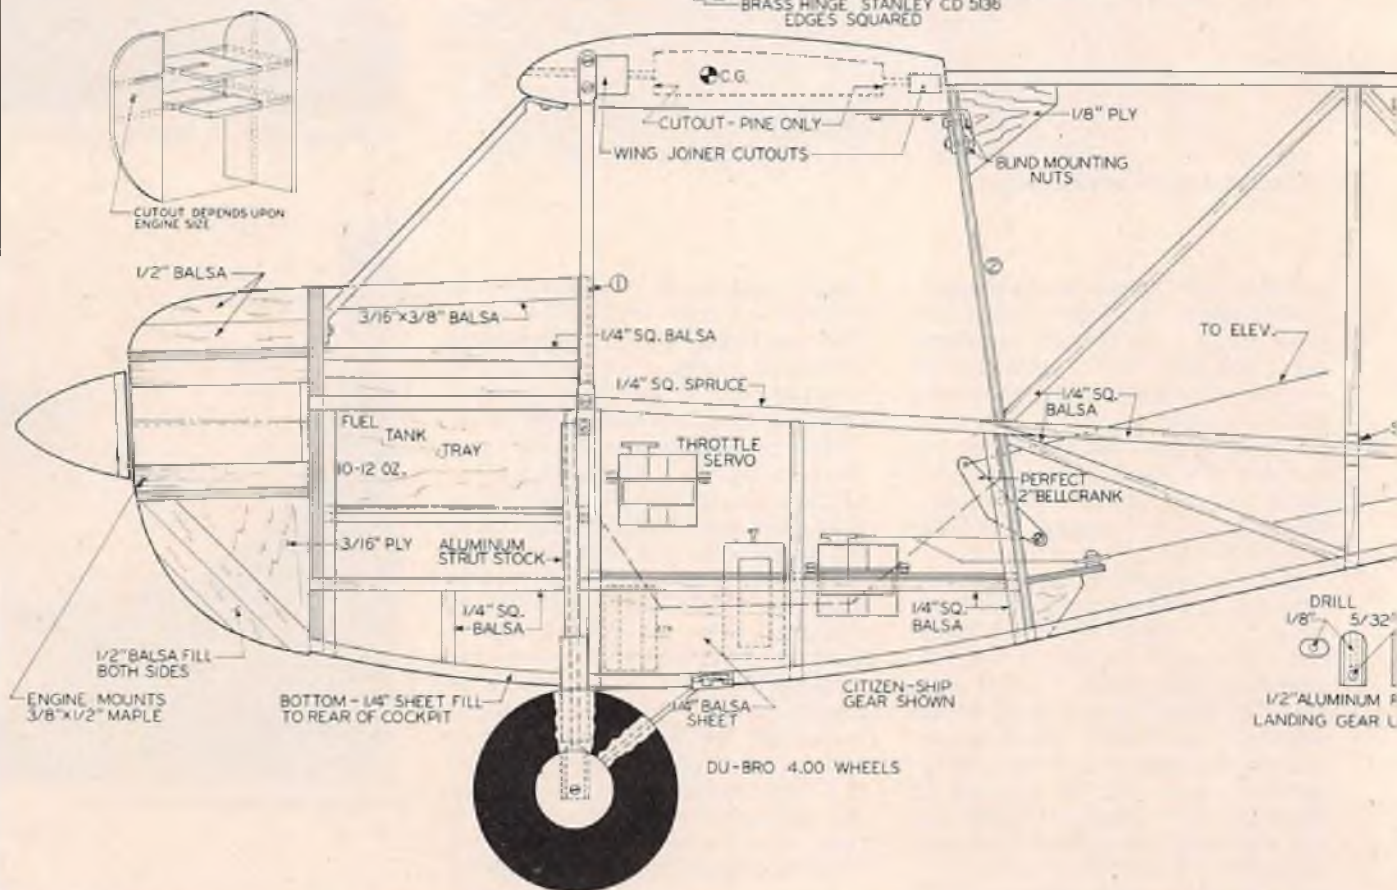 BRASS HINGE STANLEY CD 5136
EDGES SQUARED
C.G.
CUTOUT-PINE ONLY
WING JOINER CUTOUTS
1/8" PLY
BLIND MOUNTING
NUTS
CUTOUT DEPENDS UPON
ENGINE SIZE
1/2" BALSA
1
2
3/16"X3/8" BALSA
1/4" SQ. BALSA
TO ELEV.
1/4" SQ. SPRUCE
1/4" SQ.
BALSA
FUEL
TANK
TRAY
10-12 OZ.
THROTTLE
SERVO
PERFECT
2" BELLCRANK
3/16" PLY
ALUMINUM
STRUT STOCK
1/4" SQ.
BALSA
1/4" SQ.
BALSA
DRILL
1/8"
5/32"
1/2" BALSA FILL
BOTH SIDES
ENGINE MOUNTS
3/8"X1/2" MAPLE
BOTTOM - 1/4" SHEET FILL
TO REAR OF COCKPIT
1/4" BALSA
SHEET
CITIZEN-SHIP
GEAR SHOWN
1/2" ALUMINUM
LANDING GEAR
DU-BRO 4.00 WHEELS